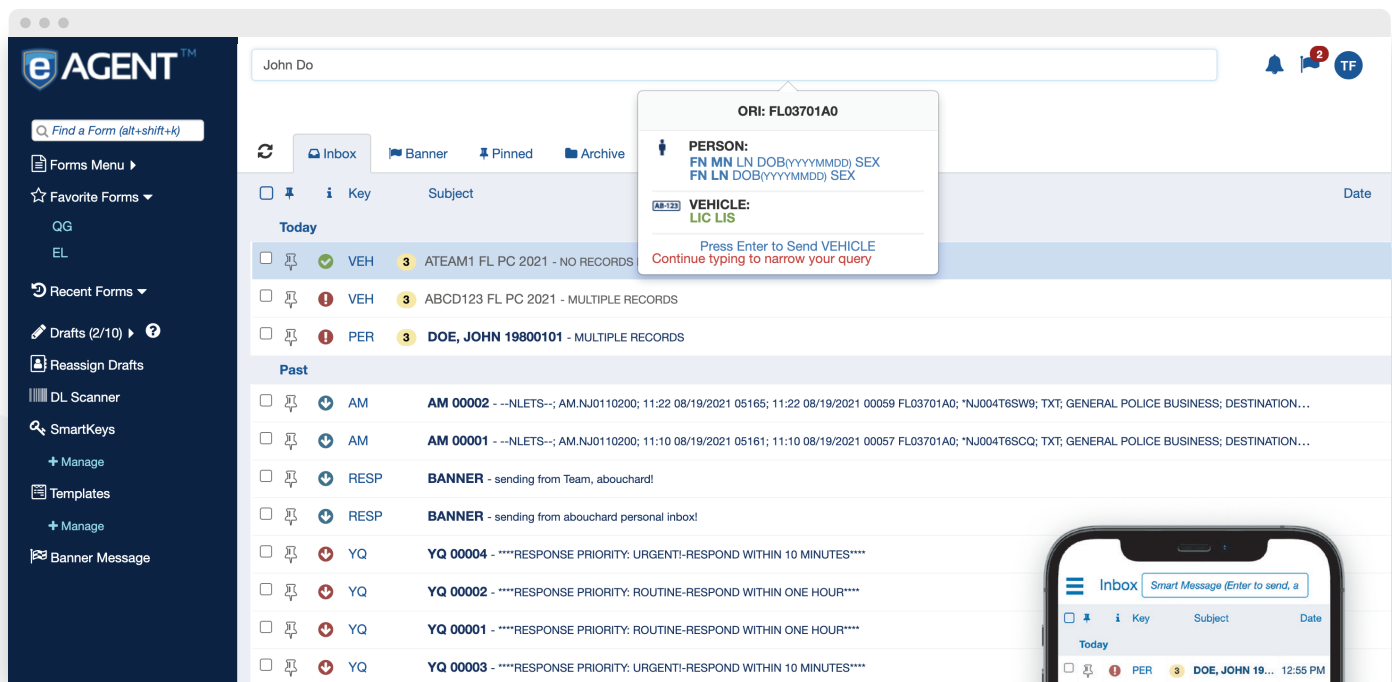 e AGENT™
John Do
2
TF
ORI: FL03701A0
PERSON:
FN MN LN DOB(YYYYMMDD) SEX
FN LN DOB(YYYYMMDD) SEX
AB-123
VEHICLE:
LIC LIS
Press Enter to Send VEHICLE
Continue typing to narrow your query
Find a Form (alt+shift+k)
Forms Menu
Favorite Forms
QG
EL
Recent Forms
Drafts (2/10) ?
Reassign Drafts
DL Scanner
SmartKeys
+ Manage
Templates
+ Manage
Banner Message
Inbox Banner Pinned Archive
i Key Subject Date
Today
VEH 3 ATEAM1 FL PC 2021 - NO RECORDS
VEH 3 ABCD123 FL PC 2021 - MULTIPLE RECORDS
PER 3 DOE, JOHN 19800101 - MULTIPLE RECORDS
Past
AM AM 00002 - --NLETS--; AM.NJ0110200; 11:22 08/19/2021 05165; 11:22 08/19/2021 00059 FL03701A0; *NJ004T6SW9; TXT; GENERAL POLICE BUSINESS; DESTINATION...
AM AM 00001 - --NLETS--; AM.NJ0110200; 11:10 08/19/2021 05161; 11:10 08/19/2021 00057 FL03701A0; *NJ004T6SCQ; TXT; GENERAL POLICE BUSINESS; DESTINATION...
RESP BANNER - sending from Team, abouchard!
RESP BANNER - sending from abouchard personal inbox!
YQ YQ 00004 - ****RESPONSE PRIORITY: URGENT!-RESPOND WITHIN 10 MINUTES****
YQ YQ 00002 - ****RESPONSE PRIORITY: ROUTINE-RESPOND WITHIN ONE HOUR****
YQ YQ 00001 - ****RESPONSE PRIORITY: ROUTINE-RESPOND WITHIN ONE HOUR****
YQ YQ 00003 - ****RESPONSE PRIORITY: URGENT!-RESPOND WITHIN 10 MINUTES****
Inbox Smart Message (Enter to send, a
i Key Subject Date
Today
PER 3 DOE, JOHN 19... 12:55 PM